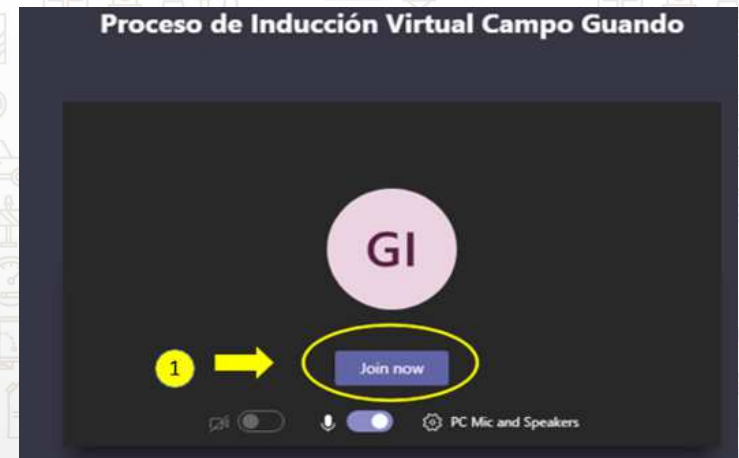 Proceso de Inducción Virtual Campo Guando
GI
1
Join now
PC Mic and Speakers